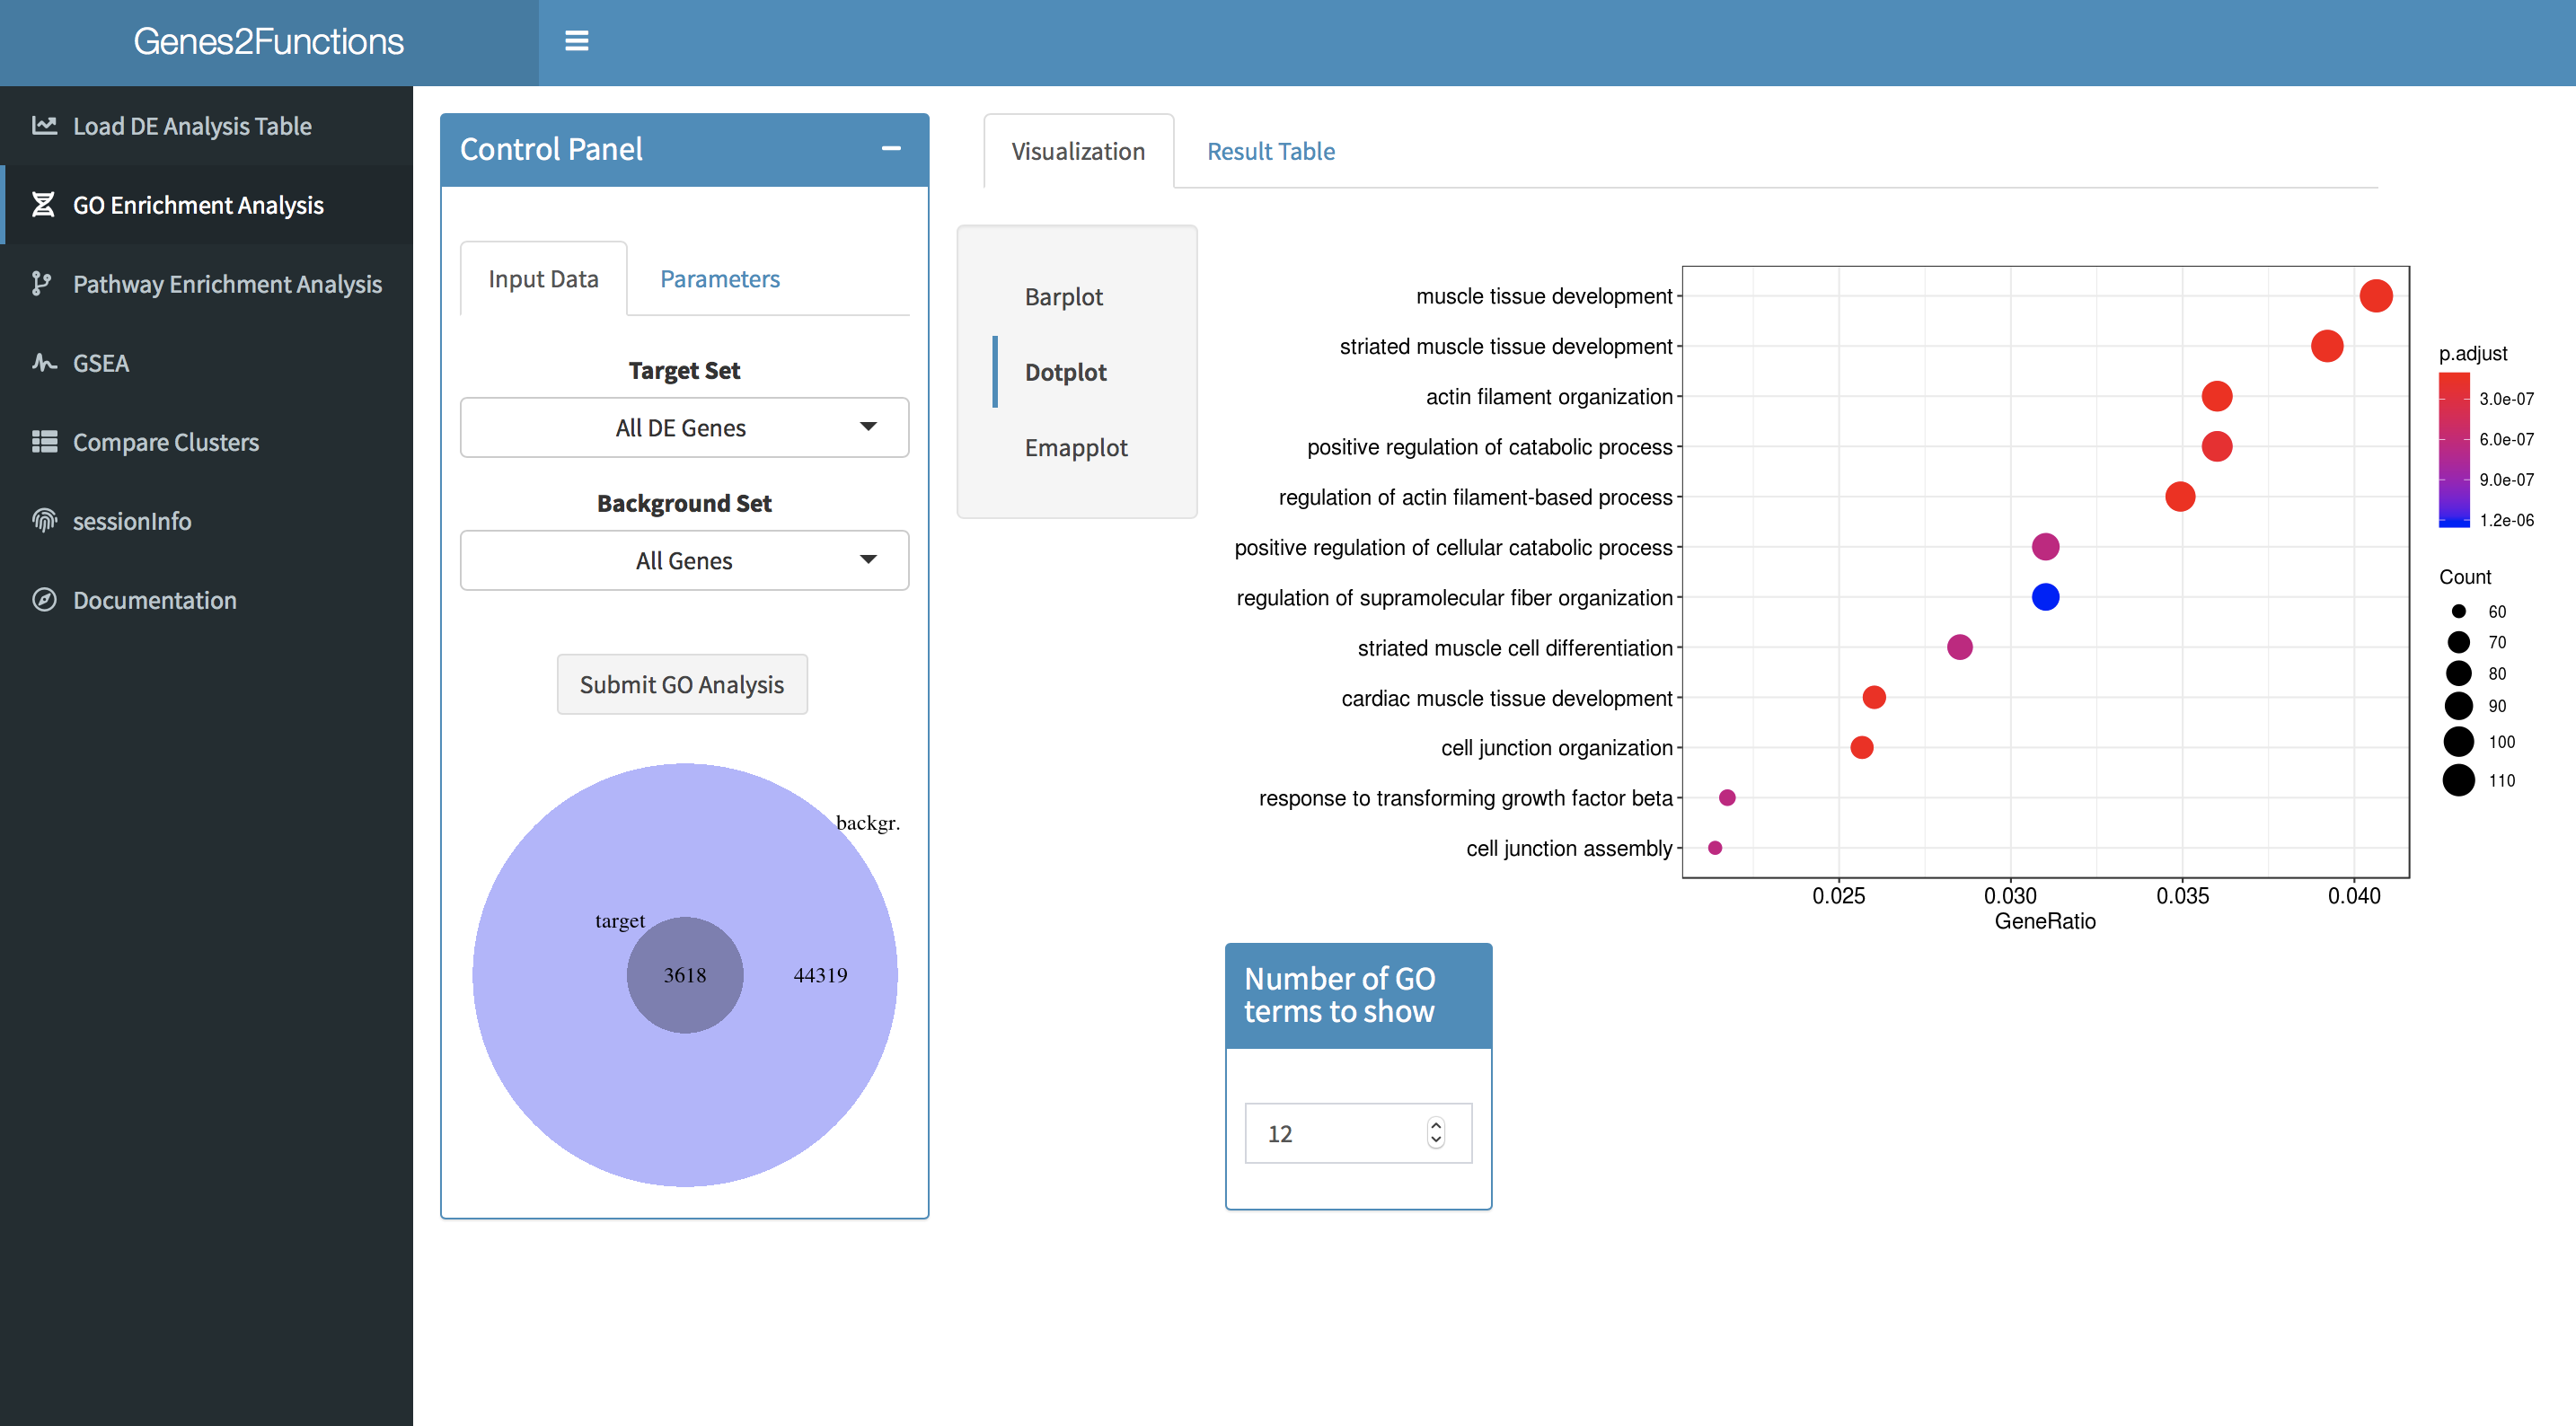 Genes2Functions
Load DE Analysis Table
GO Enrichment Analysis
Pathway Enrichment Analysis
GSEA
Compare Clusters
sessionInfo
Documentation
Control Panel
Input Data
Parameters
Target Set
All DE Genes
Background Set
All Genes
Submit GO Analysis
backgr.
target
3618
44319
Visualization
Result Table
Barplot
Dotplot
Emapplot
muscle tissue development
striated muscle tissue development
actin filament organization
positive regulation of catabolic process
regulation of actin filament-based process
positive regulation of cellular catabolic process
regulation of supramolecular fiber organization
striated muscle cell differentiation
cardiac muscle tissue development
cell junction organization
response to transforming growth factor beta
cell junction assembly
0.025
0.030
0.035
0.040
GeneRatio
p.adjust
3.0e-07
6.0e-07
9.0e-07
1.2e-06
Count
60
70
80
90
100
110
Number of GO
terms to show
12